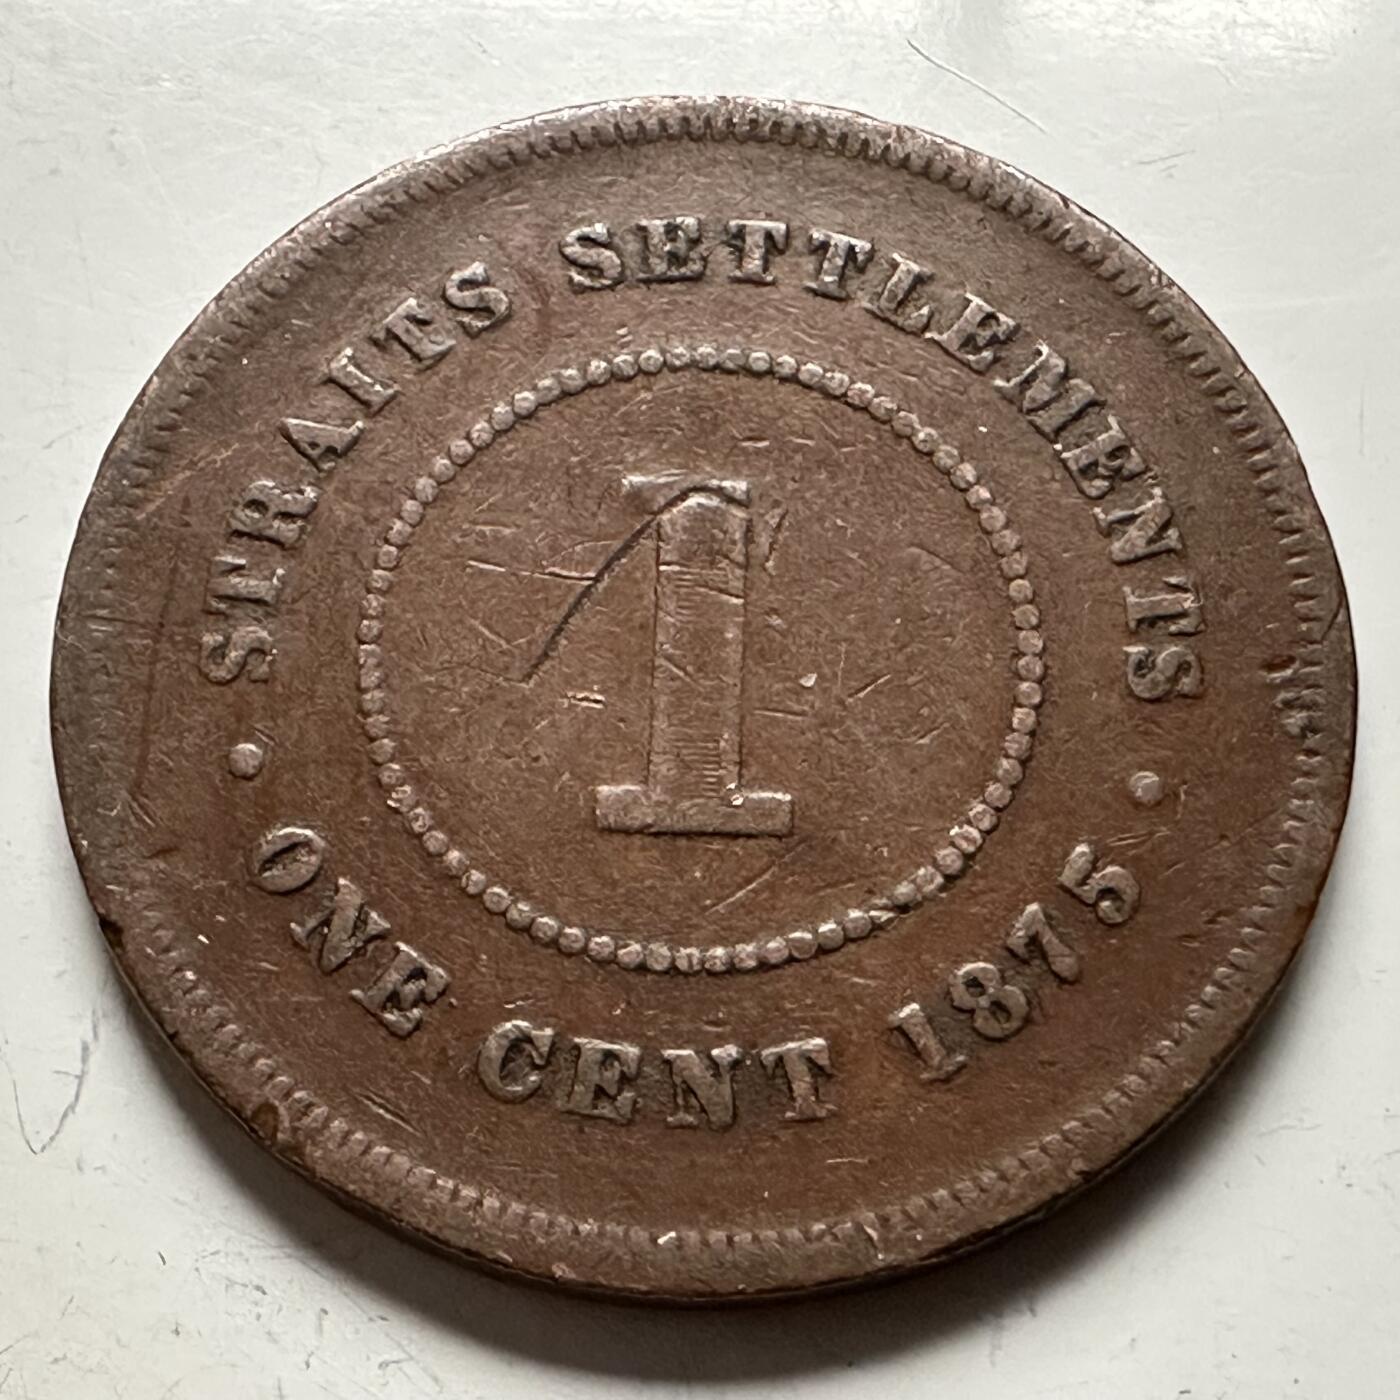 STRAITS SETTLEMENTS
1
ONE CENT 1875